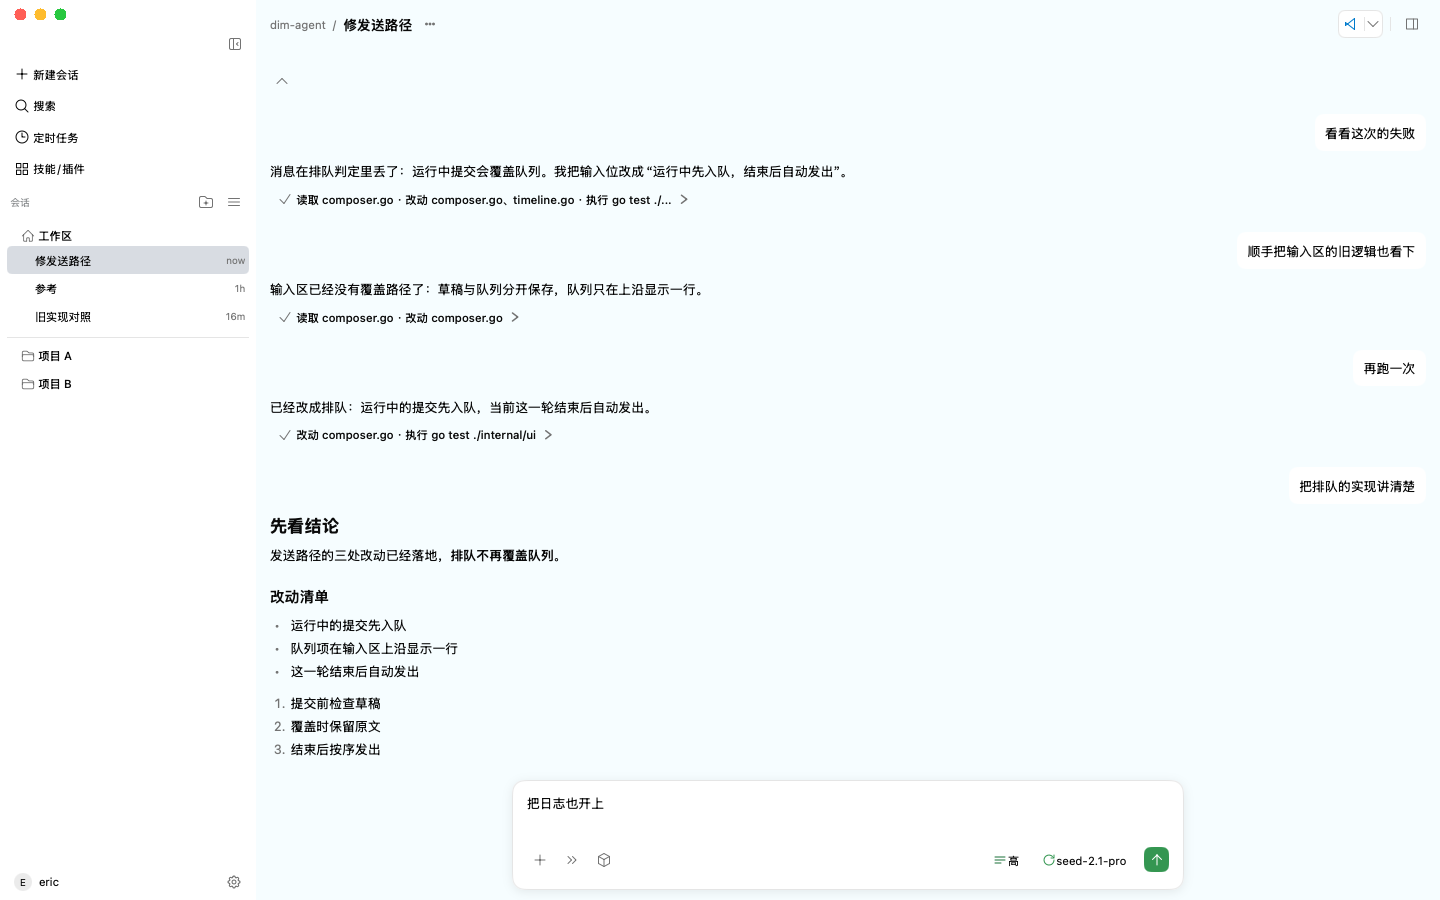 dim-agent / 修发送路径
新建会话
搜索
定时任务
技能/插件
会话
工作区
修发送路径 now
参考 1h
旧实现对照 16m
项目 A
项目 B
E eric
看看这次的失败
消息在排队判定里丢了：运行中提交会覆盖队列。我把输入位改成“运行中先入队，结束后自动发出”。
读取 composer.go · 改动 composer.go、timeline.go · 执行 go test ./...
顺手把输入区的旧逻辑也看下
输入区已经没有覆盖路径了：草稿与队列分开保存，队列只在上沿显示一行。
读取 composer.go · 改动 composer.go
再跑一次
已经改成排队：运行中的提交先入队，当前这一轮结束后自动发出。
改动 composer.go · 执行 go test ./internal/ui
把排队的实现讲清楚
先看结论
发送路径的三处改动已经落地，排队不再覆盖队列。
改动清单
• 运行中的提交先入队
• 队列项在输入区上沿显示一行
• 这一轮结束后自动发出
1. 提交前检查草稿
2. 覆盖时保留原文
3. 结束后按序发出
把日志也开上
高 seed-2.1-pro